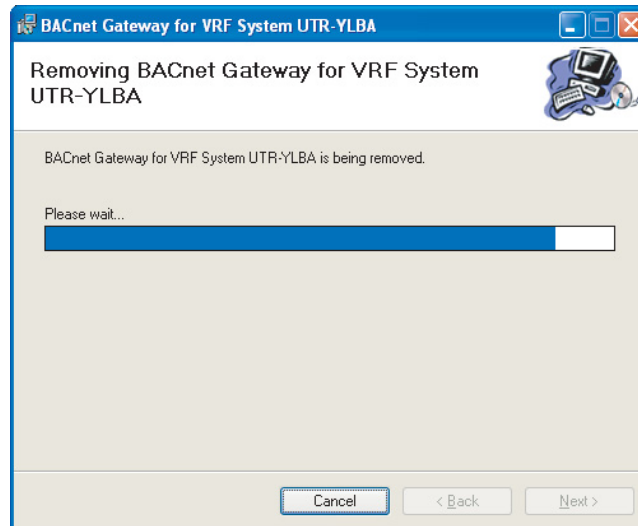 BACnet Gateway for VRF System UTR-YLBA
Removing BACnet Gateway for VRF System
UTR-YLBA
BACnet Gateway for VRF System UTR-YLBA is being removed.
Please wait...
Cancel
< Back
Next >